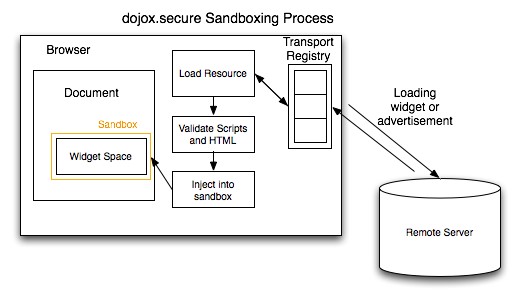 dojox.secure Sandboxing Process
Browser
Transport
Registry
Load Resource
Document
Loading
widget or
advertisement
Sandbox
Validate Scripts
and HTML
Widget Space
Inject into
sandbox
Remote Server